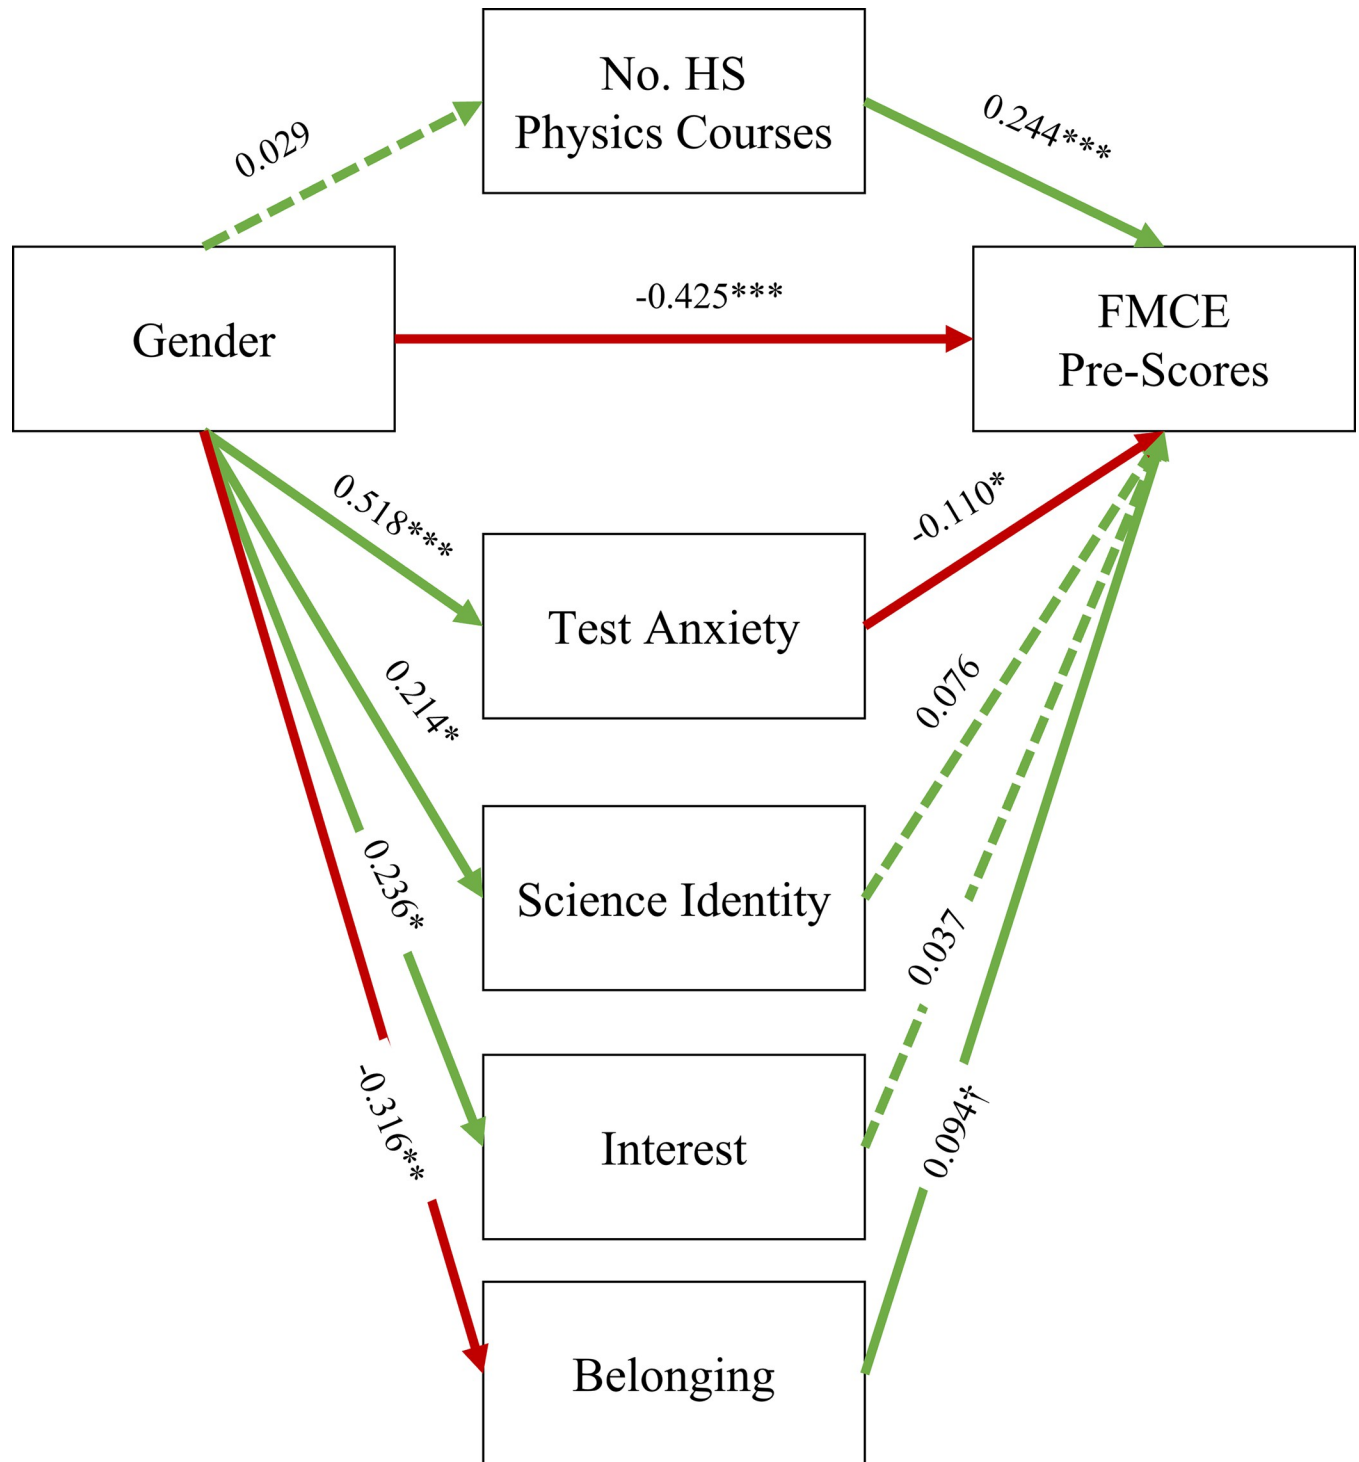 No. HS
Physics Courses
0.029
0.244***
Gender
-0.425***
FMCE
Pre-Scores
0.518***
-0.110*
Test Anxiety
0.214*
0.076
Science Identity
0.236*
0.037
Interest
-0.316**
0.094†
Belonging